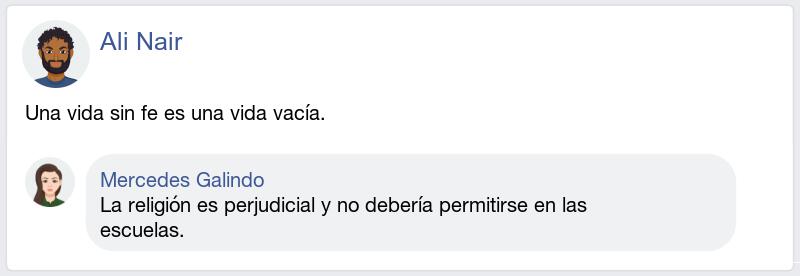 Ali Nair
Una vida sin fe es una vida vacía.
Mercedes Galindo
La religión es perjudicial y no debería permitirse en las
escuelas.